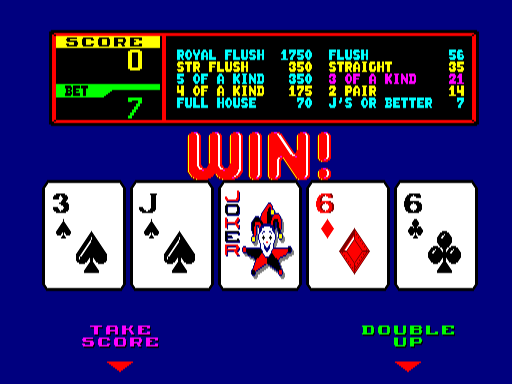 SCORE
0
BET
7
ROYAL FLUSH 1750 FLUSH 56
STR FLUSH 350 STRAIGHT 35
5 OF A KIND 350 3 OF A KIND 21
4 OF A KIND 175 2 PAIR 14
FULL HOUSE 70 J'S OR BETTER 7
WIN!
3 J JOKER 6 6
TAKE SCORE
DOUBLE UP